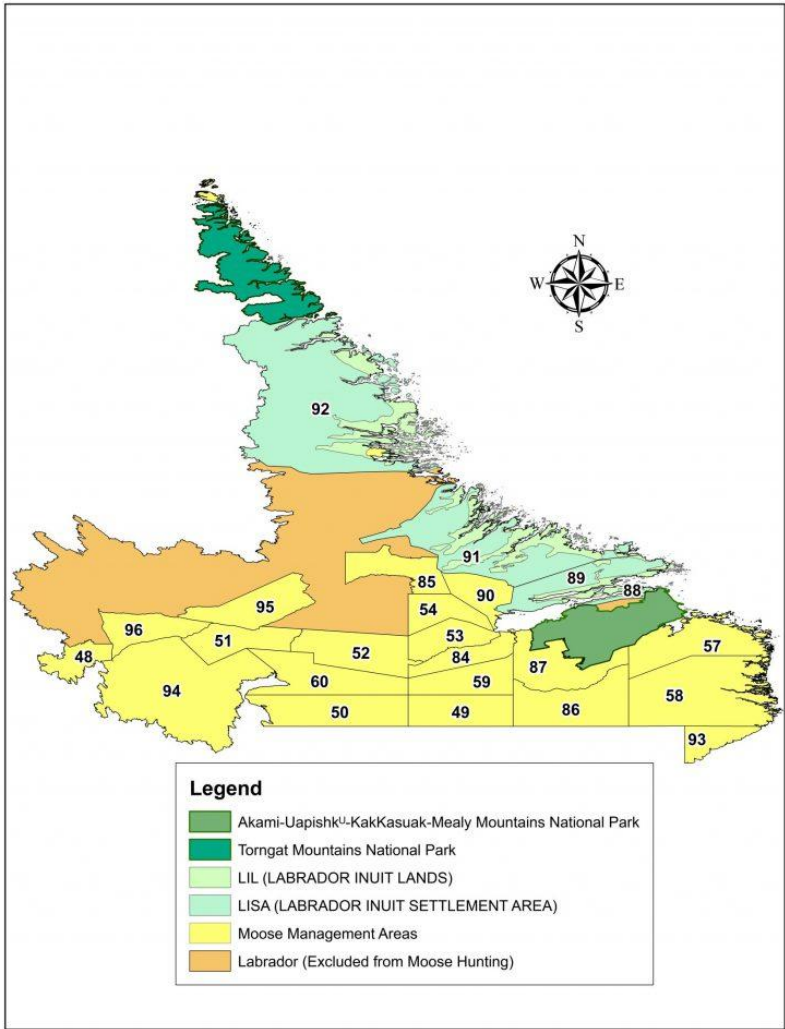 N
W E
S
92
91
89
88
85
90
95
54
96
51
53
57
48
52
84
87
94
60
59
58
50
49
86
93
Legend
Akami-Uapishkᵁ-KakKasuak-Mealy Mountains National Park
Torngat Mountains National Park
LIL (LABRADOR INUIT LANDS)
LISA (LABRADOR INUIT SETTLEMENT AREA)
Moose Management Areas
Labrador (Excluded from Moose Hunting)